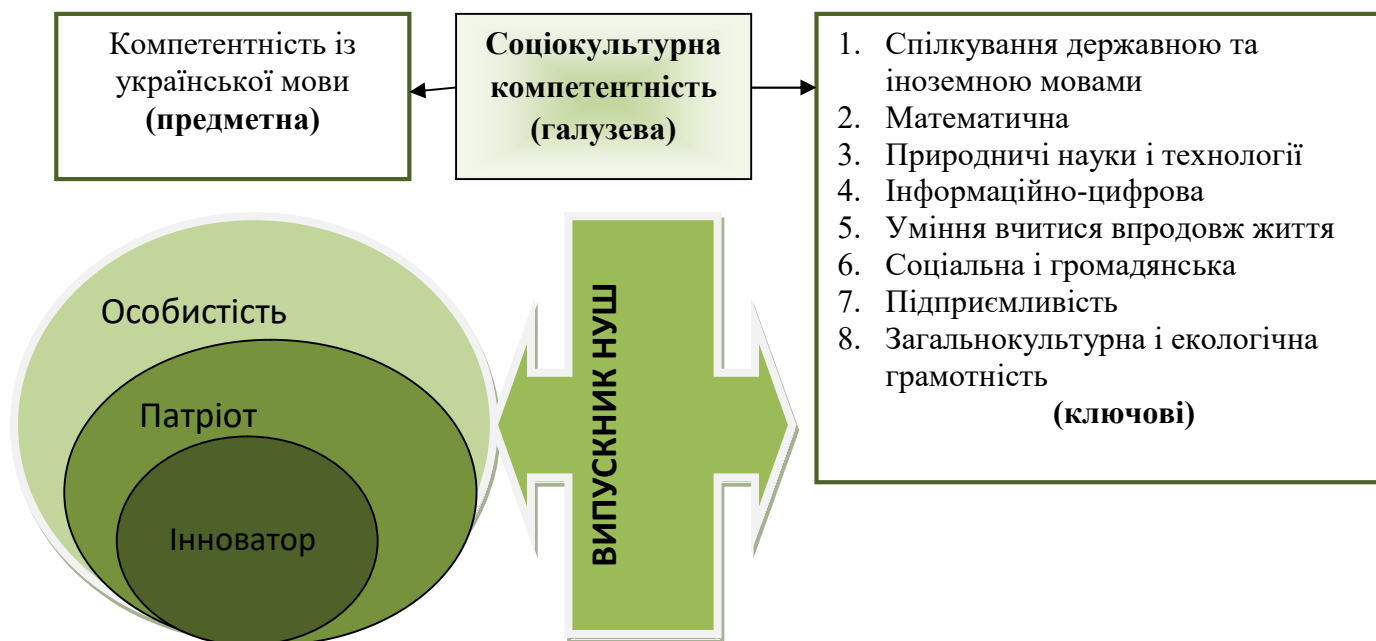 Компетентність із
української мови
(предметна)
Соціокультурна
компетентність
(галузева)
1. Спілкування державною та
іноземною мовами
2. Математична
3. Природничі науки і технології
4. Інформаційно-цифрова
5. Уміння вчитися впродовж життя
6. Соціальна і громадянська
7. Підприємливість
8. Загальнокультурна і екологічна
грамотність
(ключові)
Особистість
Патріот
Інноватор
ВИПУСКНИК НУШ